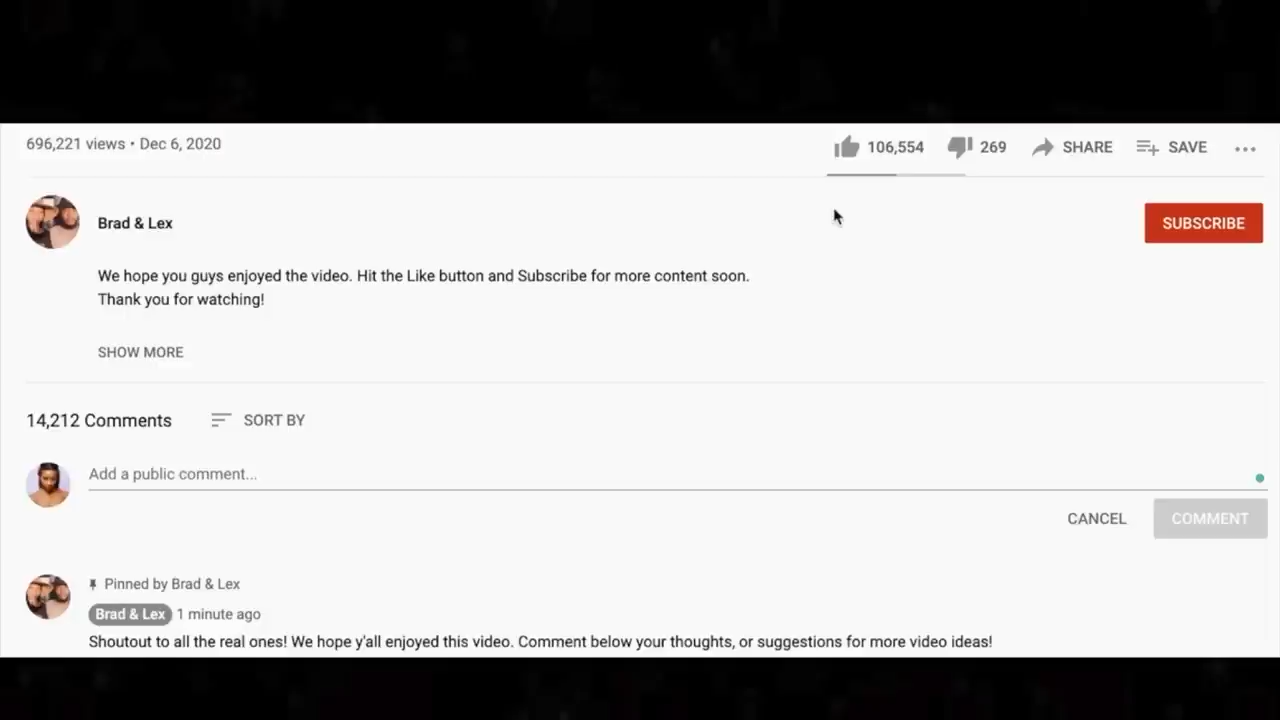 696,221 views • Dec 6, 2020
106,554 269 SHARE SAVE
Brad & Lex
SUBSCRIBE
We hope you guys enjoyed the video. Hit the Like button and Subscribe for more content soon.
Thank you for watching!
SHOW MORE
14,212 Comments SORT BY
Add a public comment...
CANCEL COMMENT
Pinned by Brad & Lex
Brad & Lex 1 minute ago
Shoutout to all the real ones! We hope y'all enjoyed this video. Comment below your thoughts, or suggestions for more video ideas!